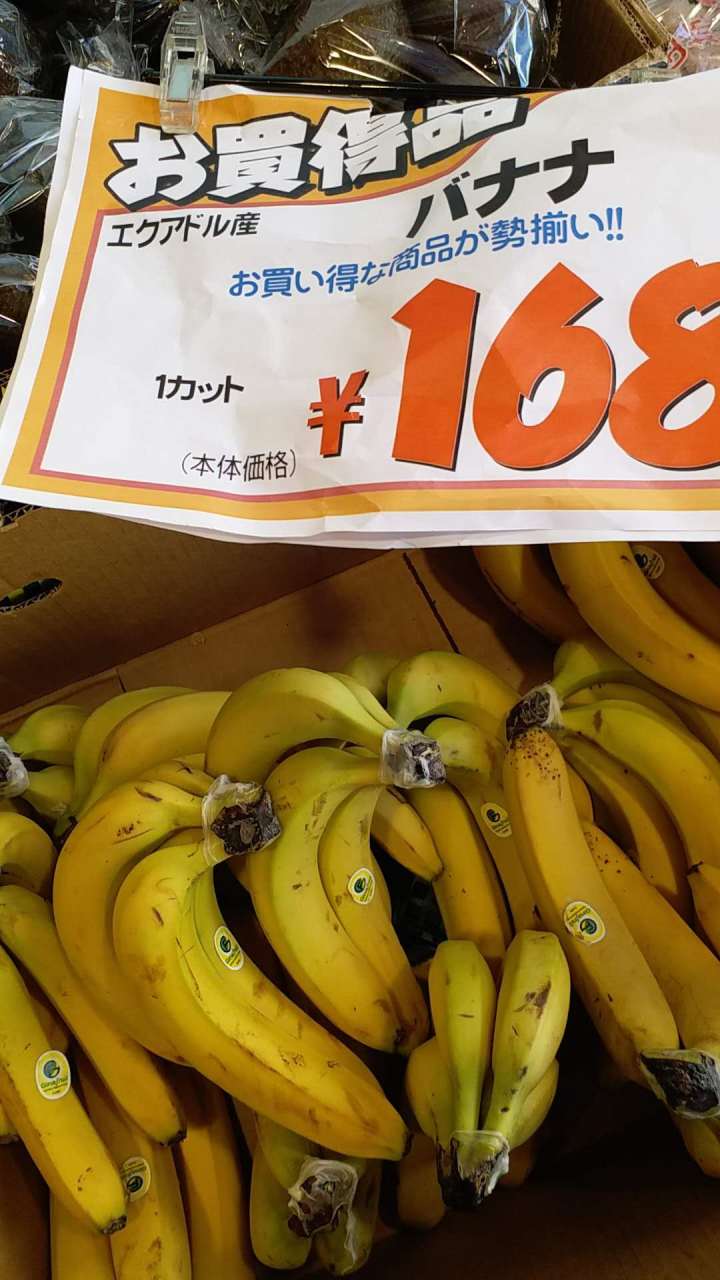 お買得品
エクアドル産
バナナ
お買い得な商品が勢揃い!!
1カット
¥168
(本体価格)